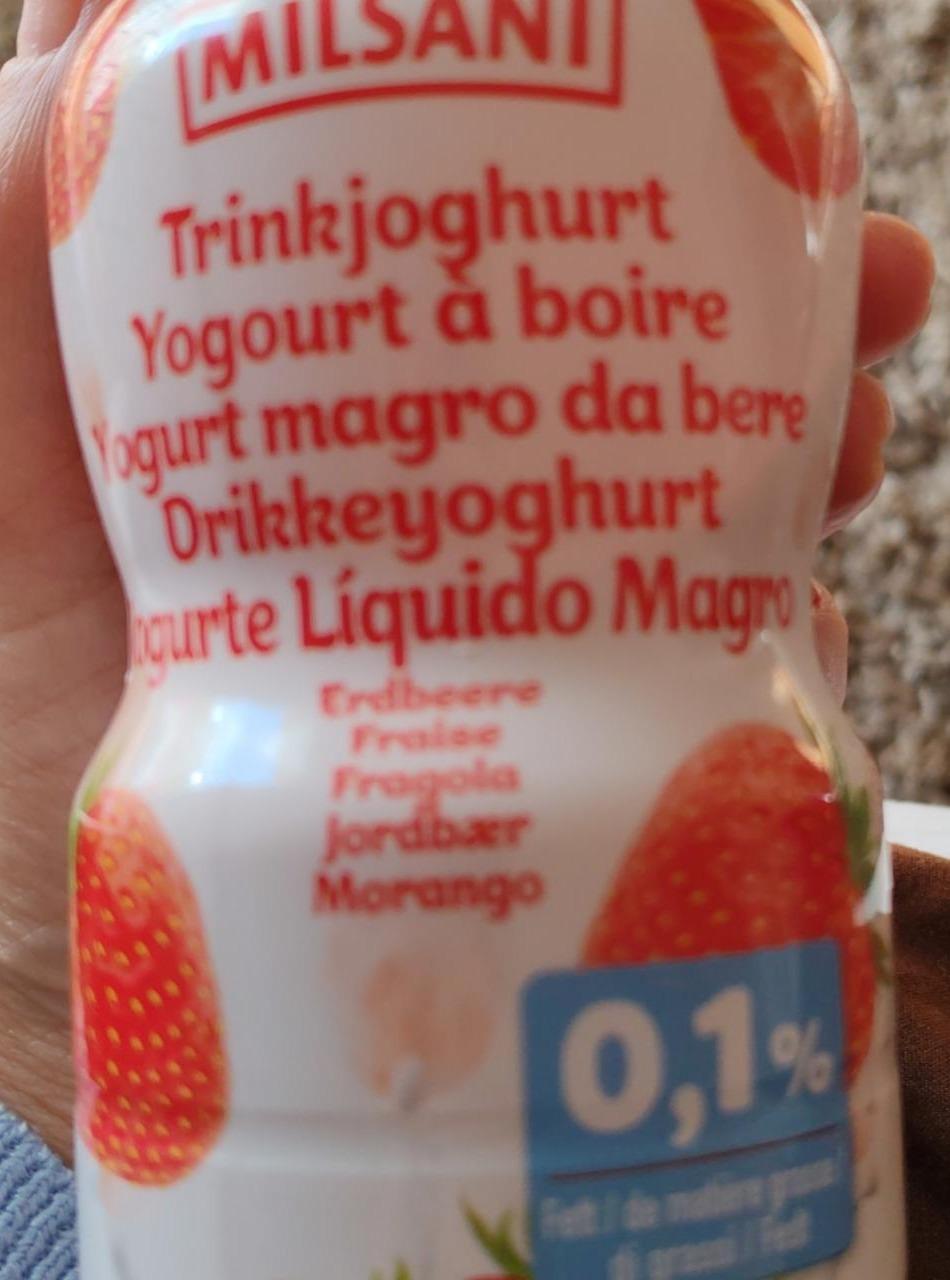 MILSANI
Trinkjoghurt
Yogourt à boire
Yogurt magro da bere
Drikkeyoghurt
ogurte Líquido Magro
Erdbeere
Fraise
Fragola
Jordbær
Morango
0,1%
Fett / de matière grasse
di grassi / Fedt